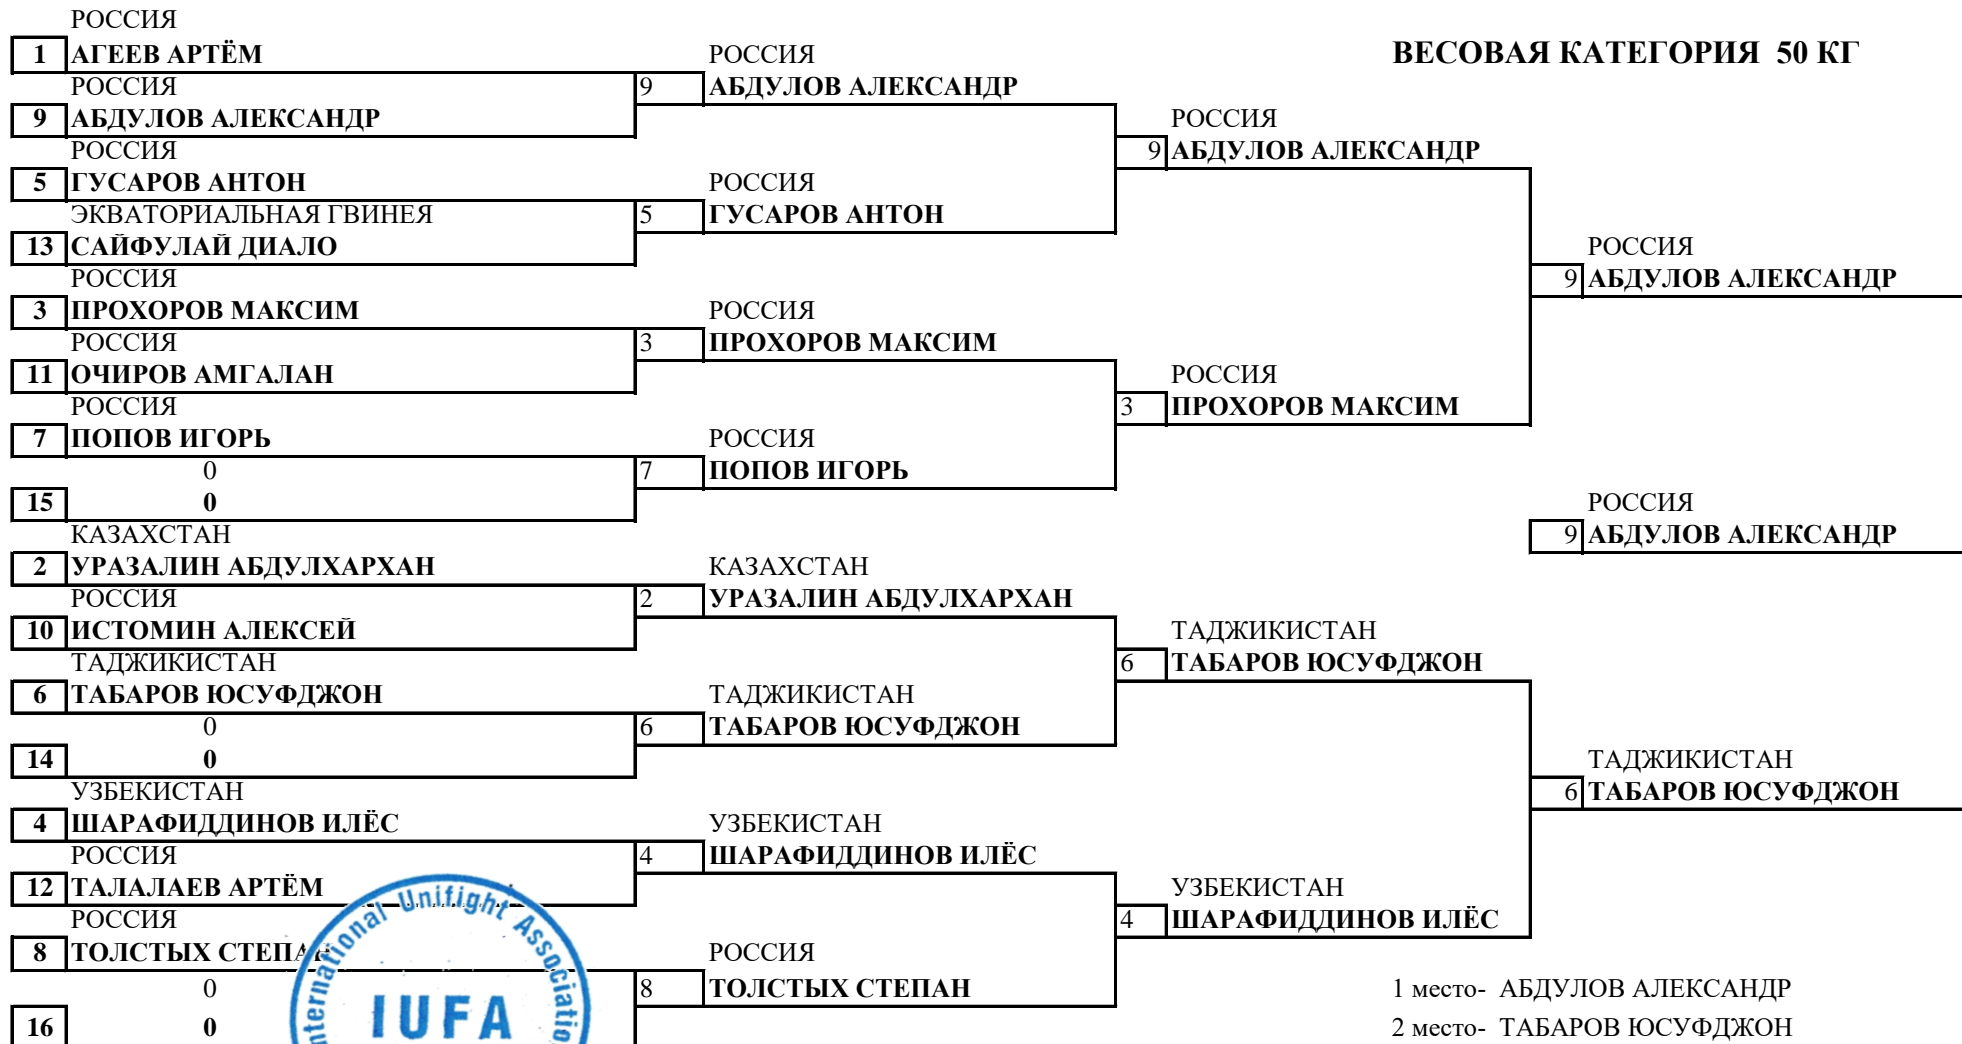 РОССИЯ
1 АГЕЕВ АРТЁМ РОССИЯ ВЕСОВАЯ КАТЕГОРИЯ 50 КГ
РОССИЯ 9 АБДУЛОВ АЛЕКСАНДР
9 АБДУЛОВ АЛЕКСАНДР РОССИЯ
РОССИЯ 9 АБДУЛОВ АЛЕКСАНДР
5 ГУСАРОВ АНТОН РОССИЯ
ЭКВАТОРИАЛЬНАЯ ГВИНЕЯ 5 ГУСАРОВ АНТОН
13 САЙФУЛАЙ ДИАЛО РОССИЯ
РОССИЯ 9 АБДУЛОВ АЛЕКСАНДР
3 ПРОХОРОВ МАКСИМ РОССИЯ
РОССИЯ 3 ПРОХОРОВ МАКСИМ
11 ОЧИРОВ АМГАЛАН РОССИЯ
РОССИЯ 3 ПРОХОРОВ МАКСИМ
7 ПОПОВ ИГОРЬ РОССИЯ
0 7 ПОПОВ ИГОРЬ
15 0 РОССИЯ
КАЗАХСТАН 9 АБДУЛОВ АЛЕКСАНДР
2 УРАЗАЛИН АБДУЛХАРХАН КАЗАХСТАН
РОССИЯ 2 УРАЗАЛИН АБДУЛХАРХАН
10 ИСТОМИН АЛЕКСЕЙ ТАДЖИКИСТАН
ТАДЖИКИСТАН 6 ТАБАРОВ ЮСУФДЖОН
6 ТАБАРОВ ЮСУФДЖОН ТАДЖИКИСТАН
0 6 ТАБАРОВ ЮСУФДЖОН
14 0 ТАДЖИКИСТАН
УЗБЕКИСТАН 6 ТАБАРОВ ЮСУФДЖОН
4 ШАРАФИДДИНОВ ИЛЁС УЗБЕКИСТАН
РОССИЯ 4 ШАРАФИДДИНОВ ИЛЁС
12 ТАЛАЛАЕВ АРТЁМ УЗБЕКИСТАН
РОССИЯ 4 ШАРАФИДДИНОВ ИЛЁС
8 ТОЛСТЫХ СТЕПАН РОССИЯ
0 8 ТОЛСТЫХ СТЕПАН 1 место- АБДУЛОВ АЛЕКСАНДР
16 0 2 место- ТАБАРОВ ЮСУФДЖОН
Unifight
IUFA